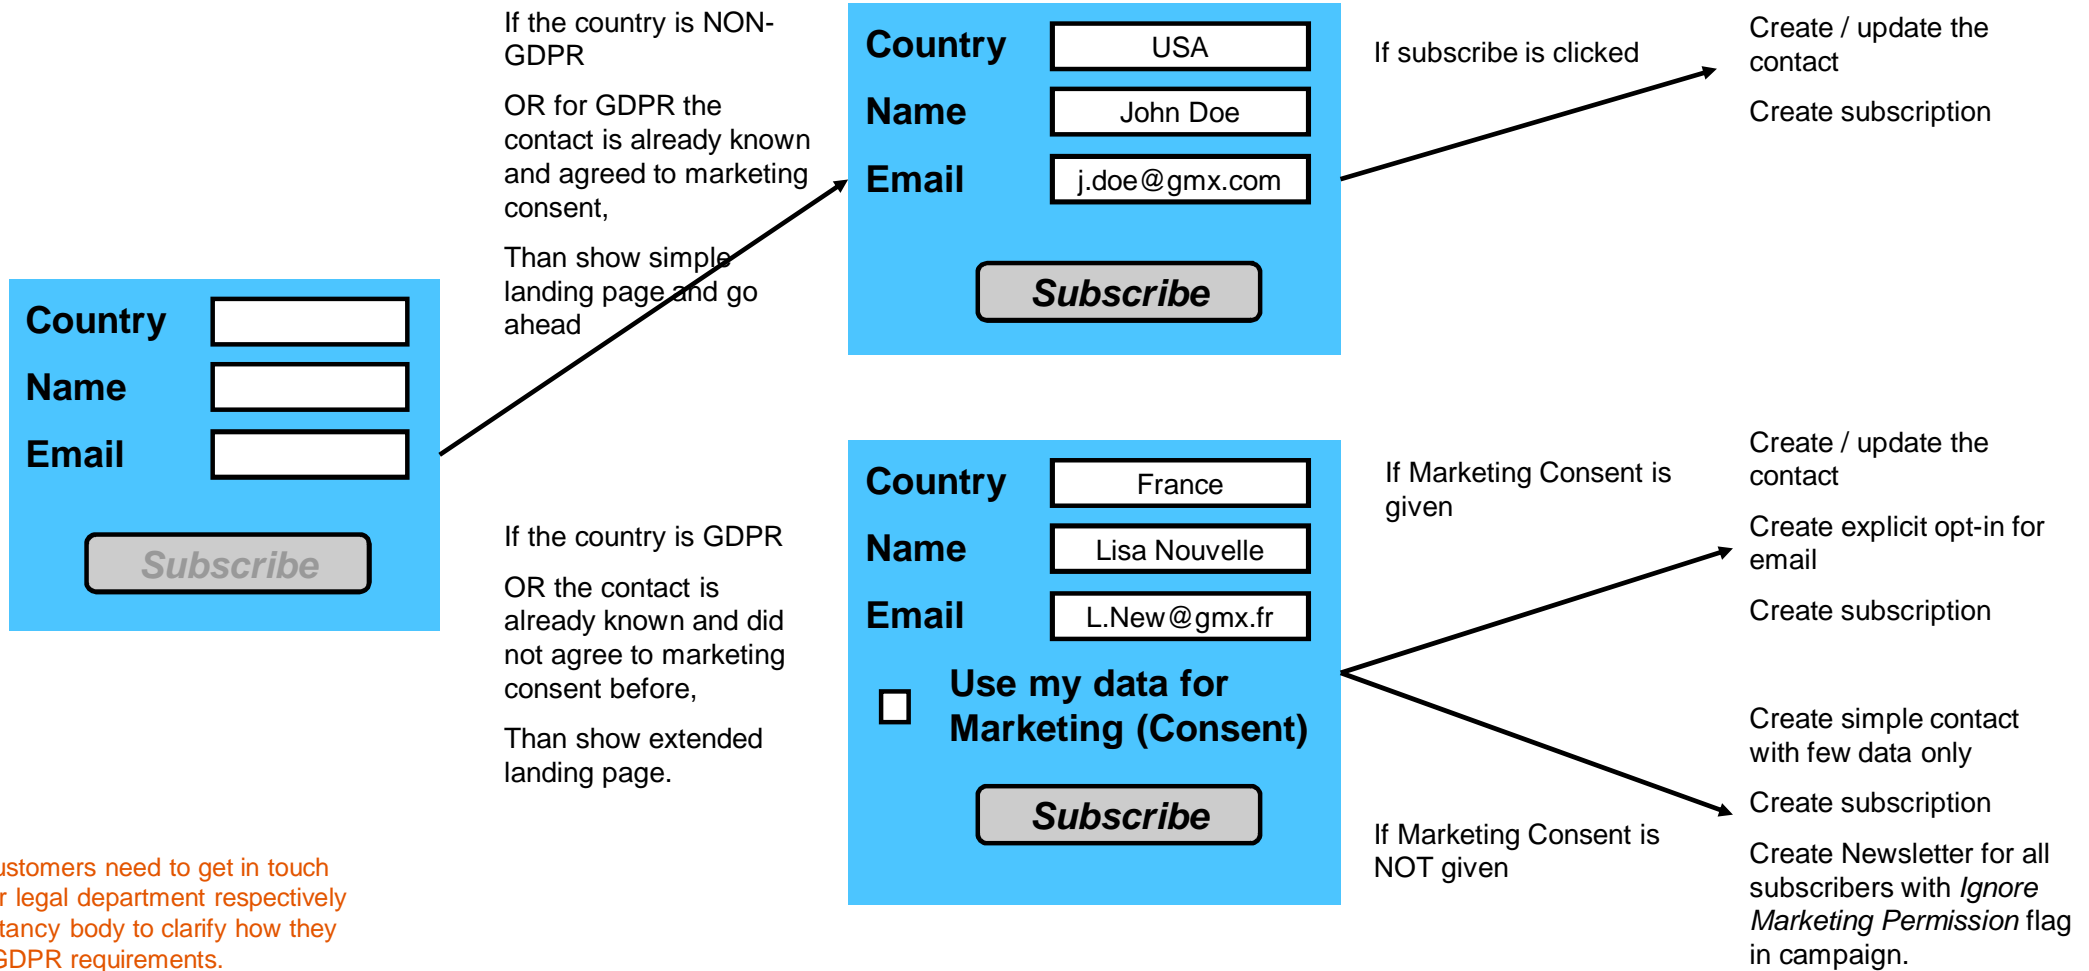 Country
Name
Email
Subscribe
If the country is NON-
GDPR
OR for GDPR the
contact is already known
and agreed to marketing
consent,
Than show simple
landing page and go
ahead
If the country is GDPR
OR the contact is
already known and did
not agree to marketing
consent before,
Than show extended
landing page.
Country USA
Name John Doe
Email j.doe@gmx.com
Subscribe
If subscribe is clicked
Create / update the
contact
Create subscription
Country France
Name Lisa Nouvelle
Email L.New@gmx.fr
Use my data for
Marketing (Consent)
Subscribe
If Marketing Consent is
given
Create / update the
contact
Create explicit opt-in for
email
Create subscription
If Marketing Consent is
NOT given
Create simple contact
with few data only
Create subscription
Create Newsletter for all
subscribers with Ignore
Marketing Permission flag
in campaign.
need to get in touch
legal department respectively
body to clarify how they
GDPR requirements.